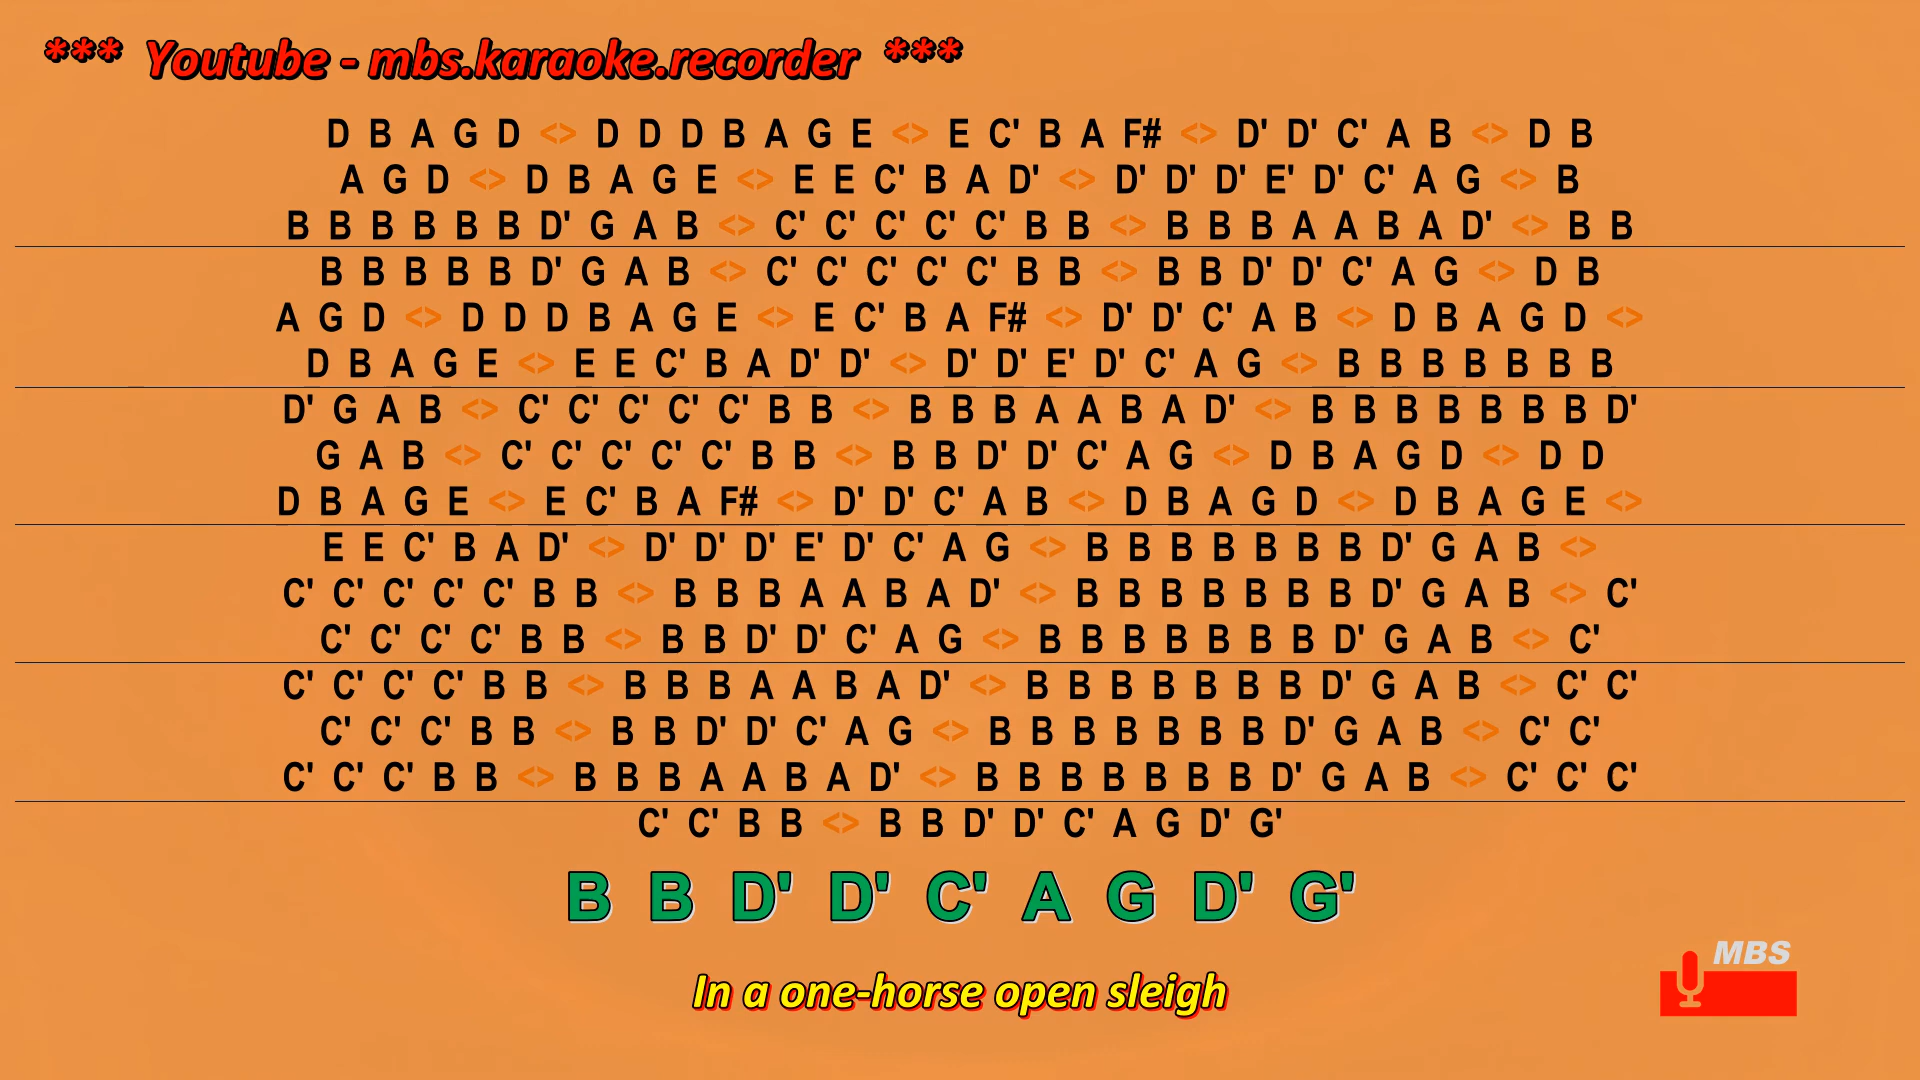 *** Youtube - mbs.karaoke.recorder ***
D B A G D <> D D D B A G E <> E C' B A F# <> D' D' C' A B <> D B
A G D <> D B A G E <> E E C' B A D' <> D' D' D' E' D' C' A G <> B
B B B B B B D' G A B <> C' C' C' C' C' B B <> B B B A A B A D' <> B B
B B B B B D' G A B <> C' C' C' C' C' B B <> B B D' D' C' A G <> D B
A G D <> D D D B A G E <> E C' B A F# <> D' D' C' A B <> D B A G D <>
D B A G E <> E E C' B A D' D' <> D' D' E' D' C' A G <> B B B B B B B
D' G A B <> C' C' C' C' C' B B <> B B B A A B A D' <> B B B B B B B D'
G A B <> C' C' C' C' C' B B <> B B D' D' C' A G <> D B A G D <> D D
D B A G E <> E C' B A F# <> D' D' C' A B <> D B A G D <> D B A G E <>
E E C' B A D' <> D' D' D' E' D' C' A G <> B B B B B B B D' G A B <>
C' C' C' C' C' B B <> B B B A A B A D' <> B B B B B B B D' G A B <> C'
C' C' C' C' B B <> B B D' D' C' A G <> B B B B B B B D' G A B <> C'
C' C' C' C' B B <> B B B A A B A D' <> B B B B B B B D' G A B <> C' C'
C' C' C' B B <> B B D' D' C' A G <> B B B B B B B D' G A B <> C' C'
C' C' C' B B <> B B B A A B A D' <> B B B B B B B D' G A B <> C' C' C'
C' C' B B <> B B D' D' C' A G D' G'
B B D' D' C' A G D' G'
MBS
In a one-horse open sleigh